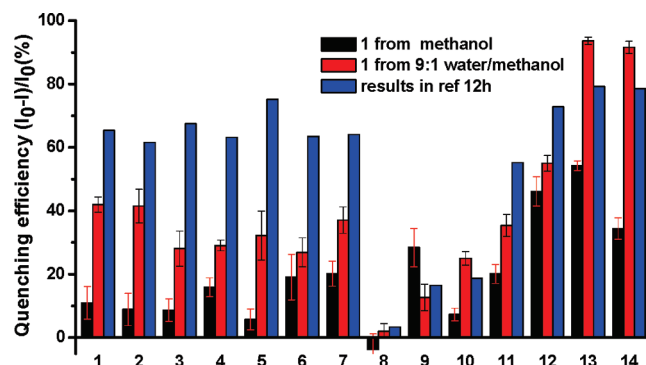 Quenching efficiency (I0-I)/I0(%)
100
80
60
40
20
0
1 from methanol
1 from 9:1 water/methanol
results in ref 12h
1 2 3 4 5 6 7 8 9 10 11 12 13 14